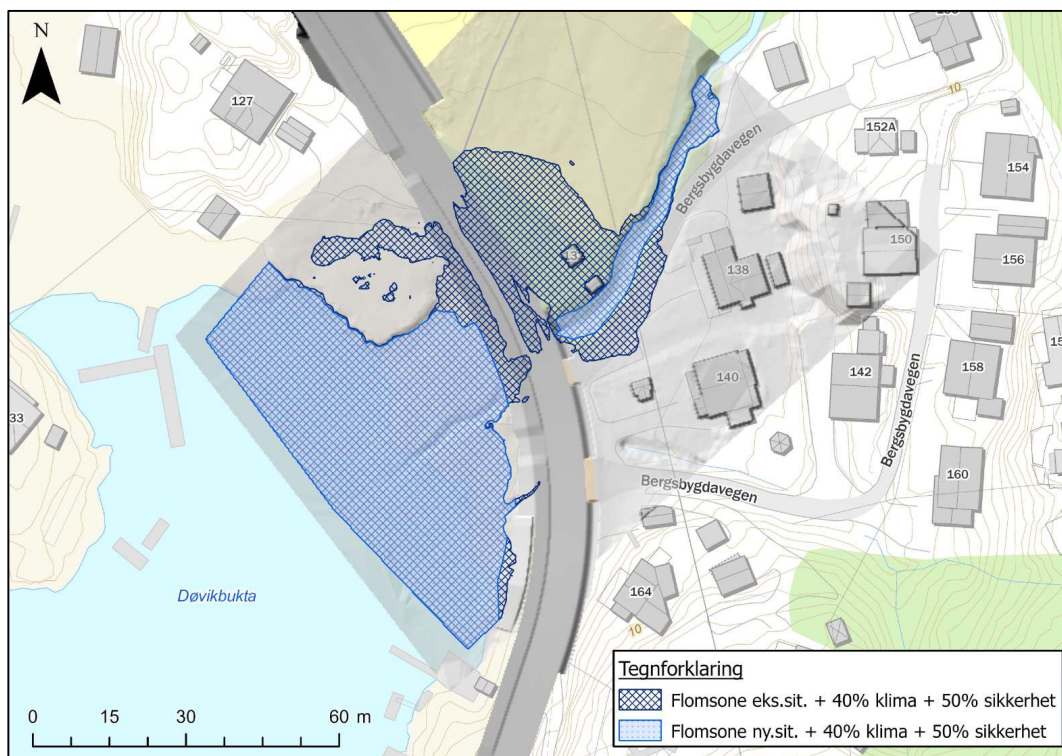 N
127
10
152A
154
150
156
138
142
158
140
160
164
10
33
Bergsbygdavegen
Bergsbygdavegen
Bergsbygdavegen
Døvikbukta
0 15 30 60 m
Tegnforklaring
Flomsone eks.sit. + 40% klima + 50% sikkerhet
Flomsone ny.sit. + 40% klima + 50% sikkerhet